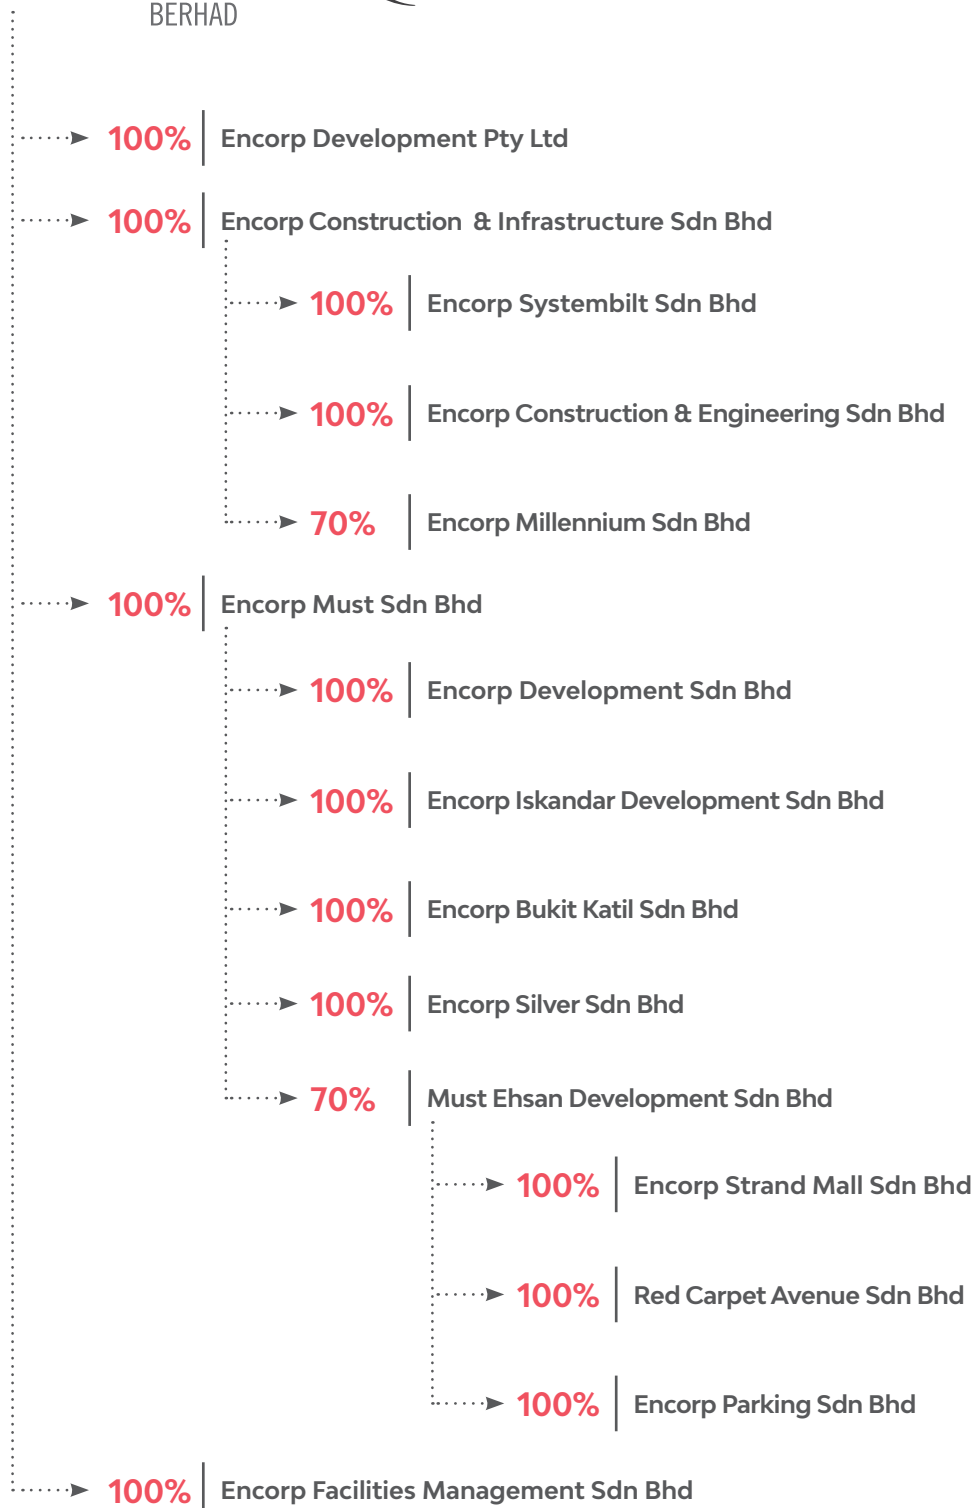 BERHAD
100% Encorp Development Pty Ltd
100% Encorp Construction & Infrastructure Sdn Bhd
100% Encorp Systembilt Sdn Bhd
100% Encorp Construction & Engineering Sdn Bhd
70% Encorp Millennium Sdn Bhd
100% Encorp Must Sdn Bhd
100% Encorp Development Sdn Bhd
100% Encorp Iskandar Development Sdn Bhd
100% Encorp Bukit Katil Sdn Bhd
100% Encorp Silver Sdn Bhd
70% Must Ehsan Development Sdn Bhd
100% Encorp Strand Mall Sdn Bhd
100% Red Carpet Avenue Sdn Bhd
100% Encorp Parking Sdn Bhd
100% Encorp Facilities Management Sdn Bhd